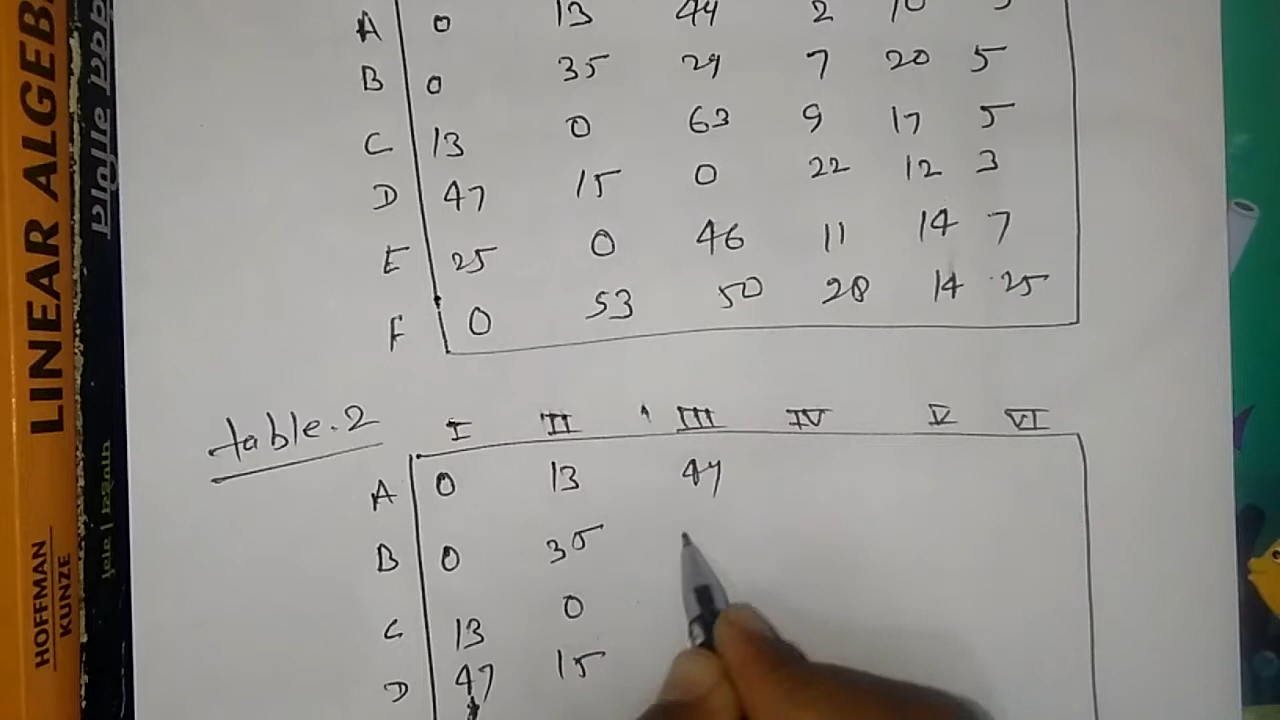 LINEAR ALGEB
HOFFMAN
KUNZE
A 0 13 44 2 10
B 0 35 29 7 20 5
C 13 0 63 9 17 5
D 47 15 0 22 12 3
E 25 0 46 11 14 7
F 0 53 50 28 14 25
table.2 I II III IV V VI
A 0 13 44
B 0 35
C 13 0
D 47 15